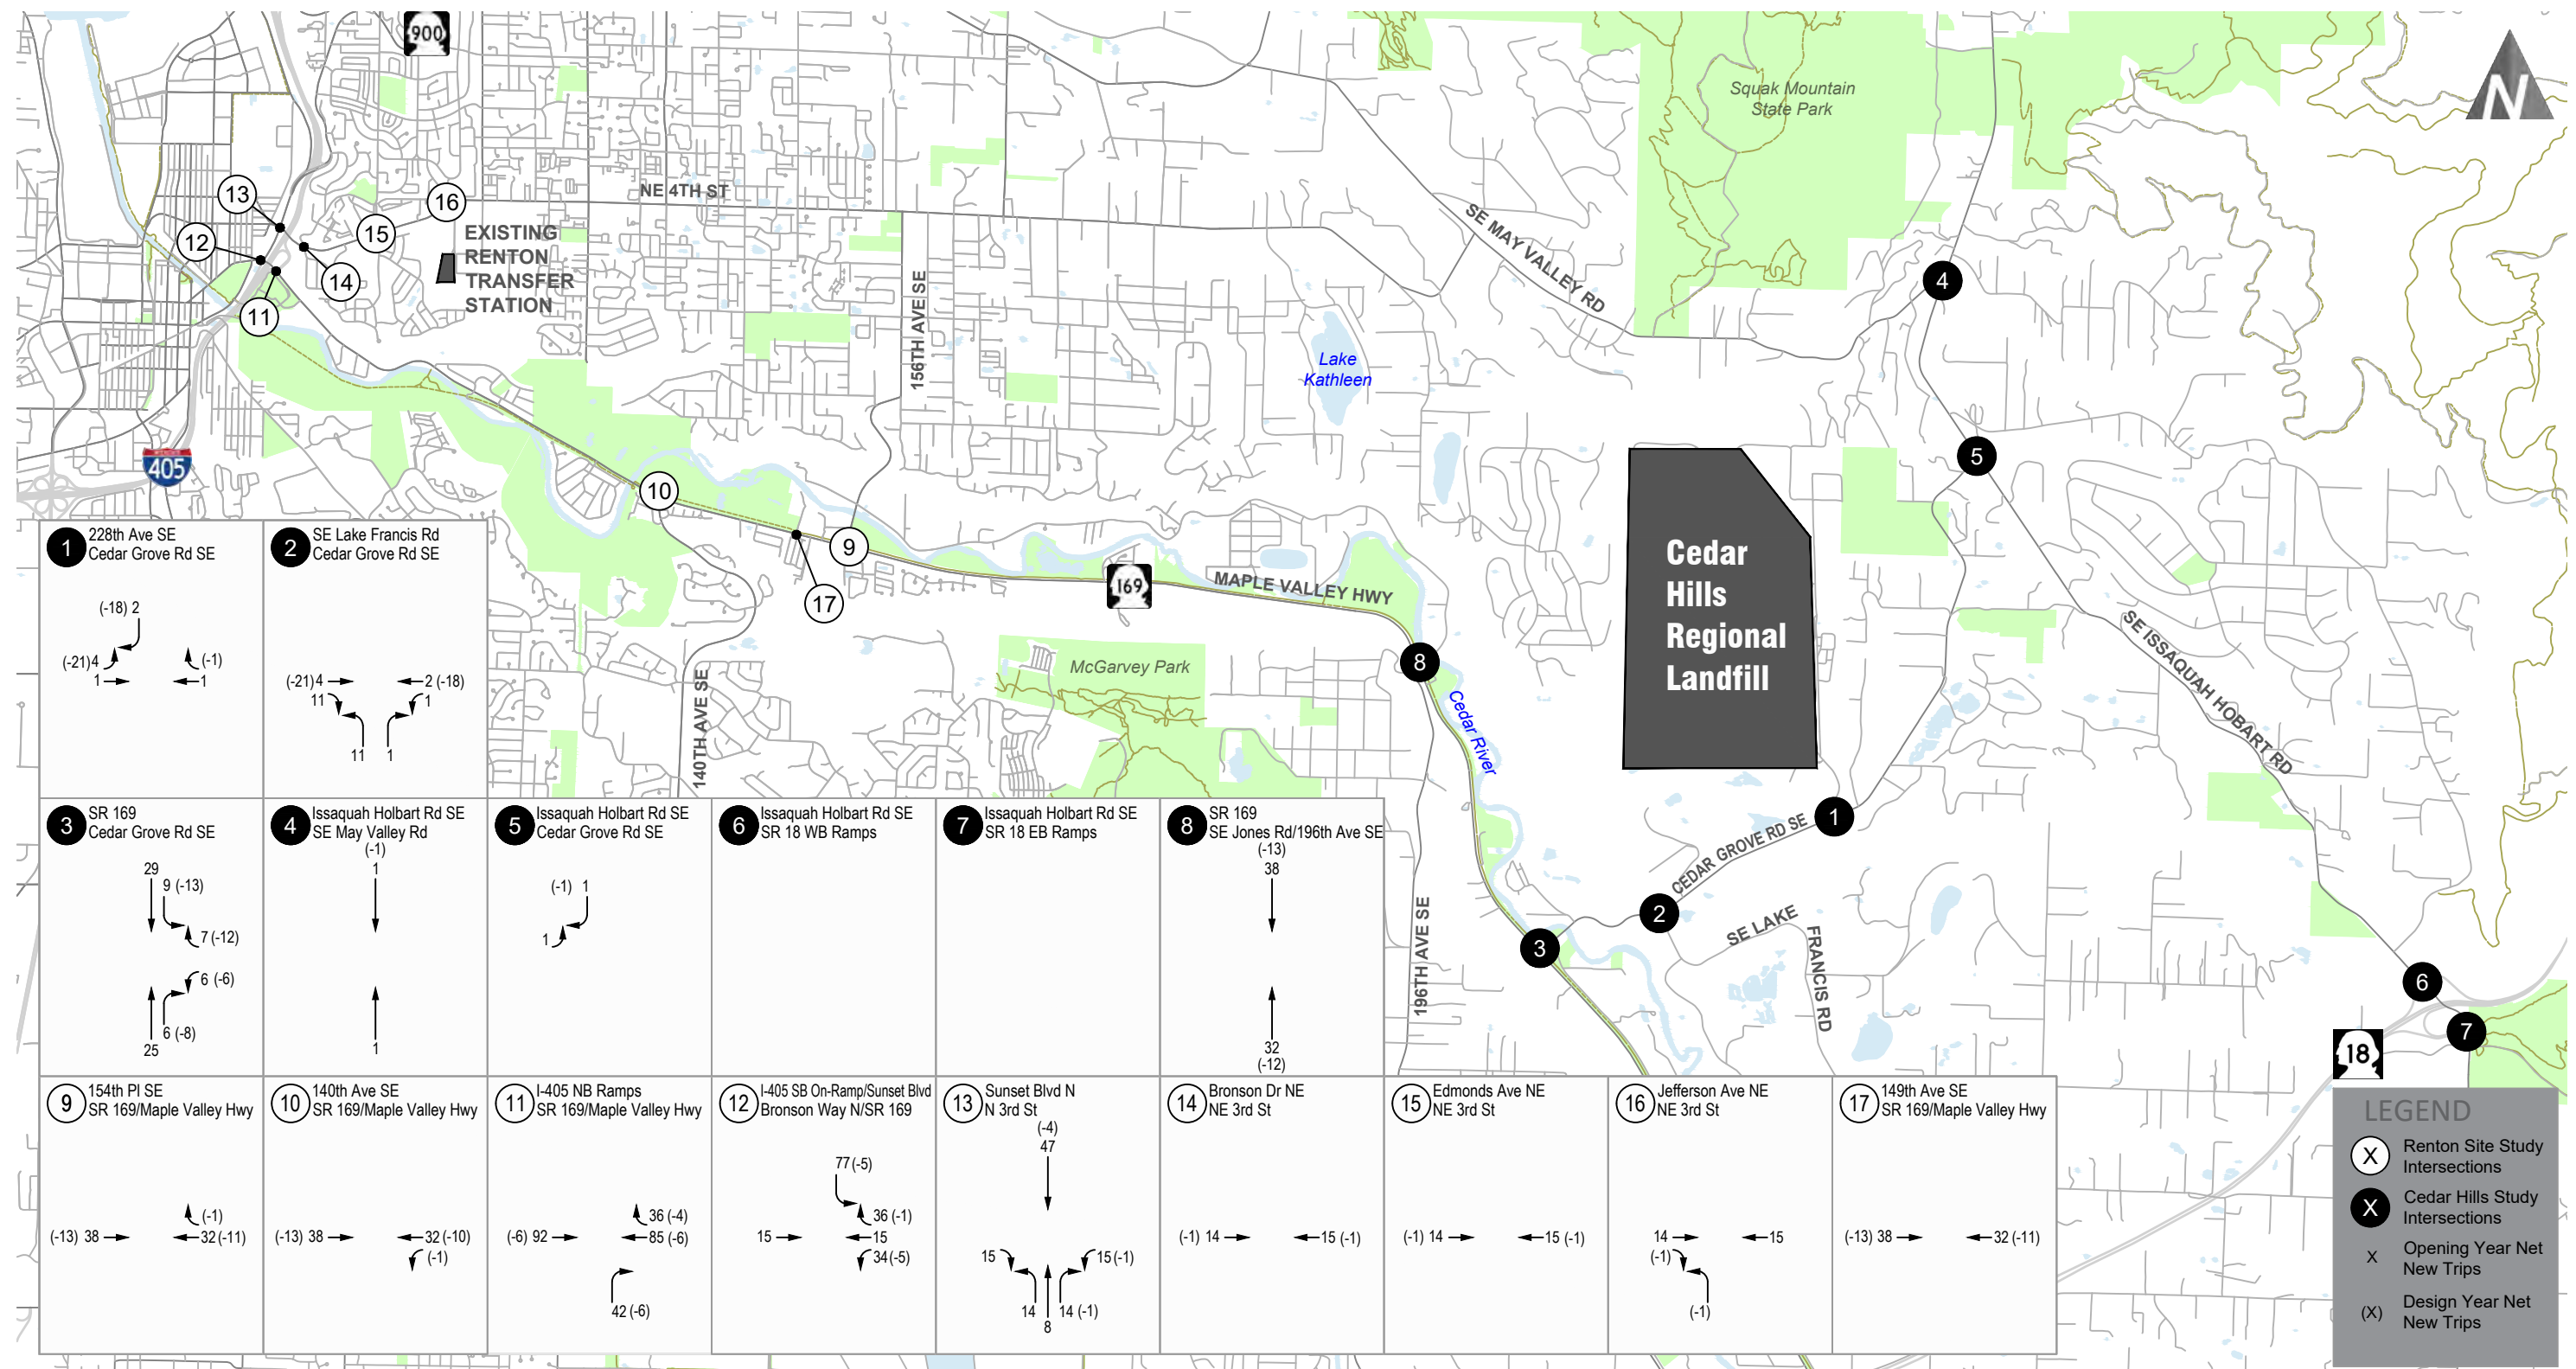 900
Squak Mountain
State Park
N
NE 4TH ST
SE MAY VALLEY RD
13
16
15
12
14
11
EXISTING
RENTON
TRANSFER
STATION
156TH AVE SE
4
Lake
Kathleen
405
5
10
9
17
169
MAPLE VALLEY HWY
Cedar
Hills
Regional
Landfill
SE ISSAQUAH HOBART RD
McGarvey Park
8
Cedar River
140TH AVE SE
1
CEDAR GROVE RD SE
2
3
SE LAKE
FRANCIS RD
196TH AVE SE
6
7
18
1
228th Ave SE
Cedar Grove Rd SE
(-18) 2
(-21)4
1
(-1)
1
2
SE Lake Francis Rd
Cedar Grove Rd SE
(-21)4
11
2 (-18)
1
11
1
3
SR 169
Cedar Grove Rd SE
29
9 (-13)
7 (-12)
6 (-6)
6 (-8)
25
4
Issaquah Holbart Rd SE
SE May Valley Rd
(-1)
1
1
5
Issaquah Holbart Rd SE
Cedar Grove Rd SE
(-1) 1
1
6
Issaquah Holbart Rd SE
SR 18 WB Ramps
7
Issaquah Holbart Rd SE
SR 18 EB Ramps
8
SR 169
SE Jones Rd/196th Ave SE
(-13)
38
32
(-12)
9
154th Pl SE
SR 169/Maple Valley Hwy
(-13) 38
(-1)
32(-11)
10
140th Ave SE
SR 169/Maple Valley Hwy
(-13) 38
32 (-10)
(-1)
11
I-405 NB Ramps
SR 169/Maple Valley Hwy
(-6) 92
36 (-4)
85 (-6)
42 (-6)
12
I-405 SB On-Ramp/Sunset Blvd
Bronson Way N/SR 169
77(-5)
15
36 (-1)
15
34(-5)
13
Sunset Blvd N
N 3rd St
(-4)
47
15
15(-1)
14
14 (-1)
8
14
Bronson Dr NE
NE 3rd St
(-1) 14
15 (-1)
15
Edmonds Ave NE
NE 3rd St
(-1) 14
15 (-1)
16
Jefferson Ave NE
NE 3rd St
14
(-1)
15
(-1)
17
149th Ave SE
SR 169/Maple Valley Hwy
(-13) 38
32 (-11)
LEGEND
X
Renton Site Study
Intersections
X
Cedar Hills Study
Intersections
X
Opening Year Net
New Trips
(X)
Design Year Net
New Trips